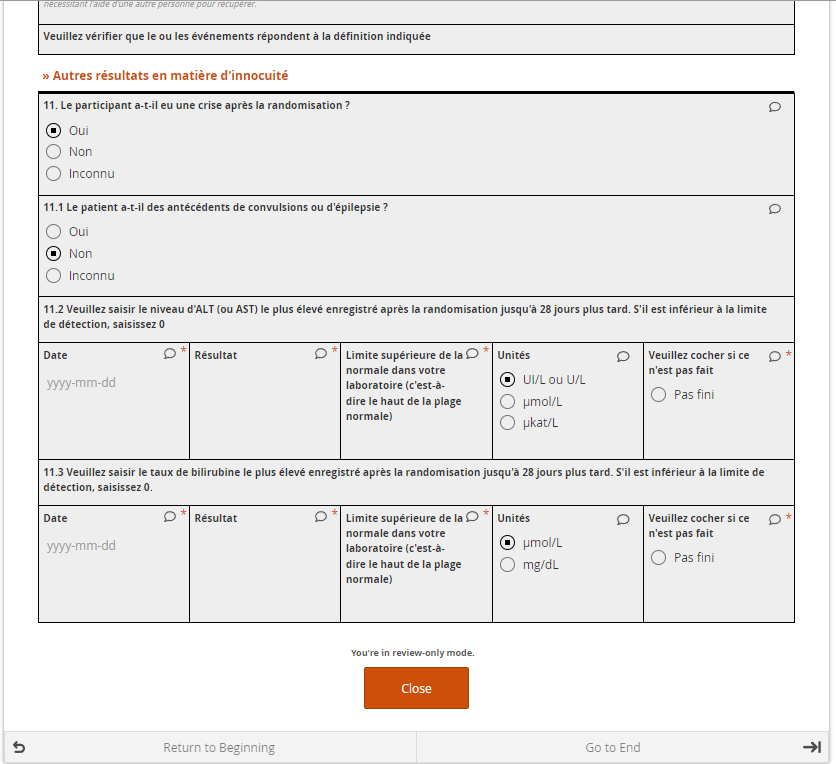 nécessitant l'aide d'une autre personne pour récupérer.
Veuillez vérifier que le ou les événements répondent à la définition indiquée
» Autres résultats en matière d'innocuité
11. Le participant a-t-il eu une crise après la randomisation ?
Oui
Non
Inconnu
11.1 Le patient a-t-il des antécédents de convulsions ou d'épilepsie ?
Oui
Non
Inconnu
11.2 Veuillez saisir le niveau d'ALT (ou AST) le plus élevé enregistré après la randomisation jusqu'à 28 jours plus tard. S'il est inférieur à la limite
de détection, saisissez 0
Date *
yyyy-mm-dd
Résultat *
Limite supérieure de la *
normale dans votre
laboratoire (c'est-à-
dire le haut de la plage
normale)
Unités
UI/L ou U/L
µmol/L
µkat/L
Veuillez cocher si ce *
n'est pas fait
Pas fini
11.3 Veuillez saisir le taux de bilirubine le plus élevé enregistré après la randomisation jusqu'à 28 jours plus tard. S'il est inférieur à la limite de
détection, saisissez 0.
Date *
yyyy-mm-dd
Résultat *
Limite supérieure de la *
normale dans votre
laboratoire (c'est-à-
dire le haut de la plage
normale)
Unités
µmol/L
mg/dL
Veuillez cocher si ce *
n'est pas fait
Pas fini
You're in review-only mode.
Close
Return to Beginning
Go to End